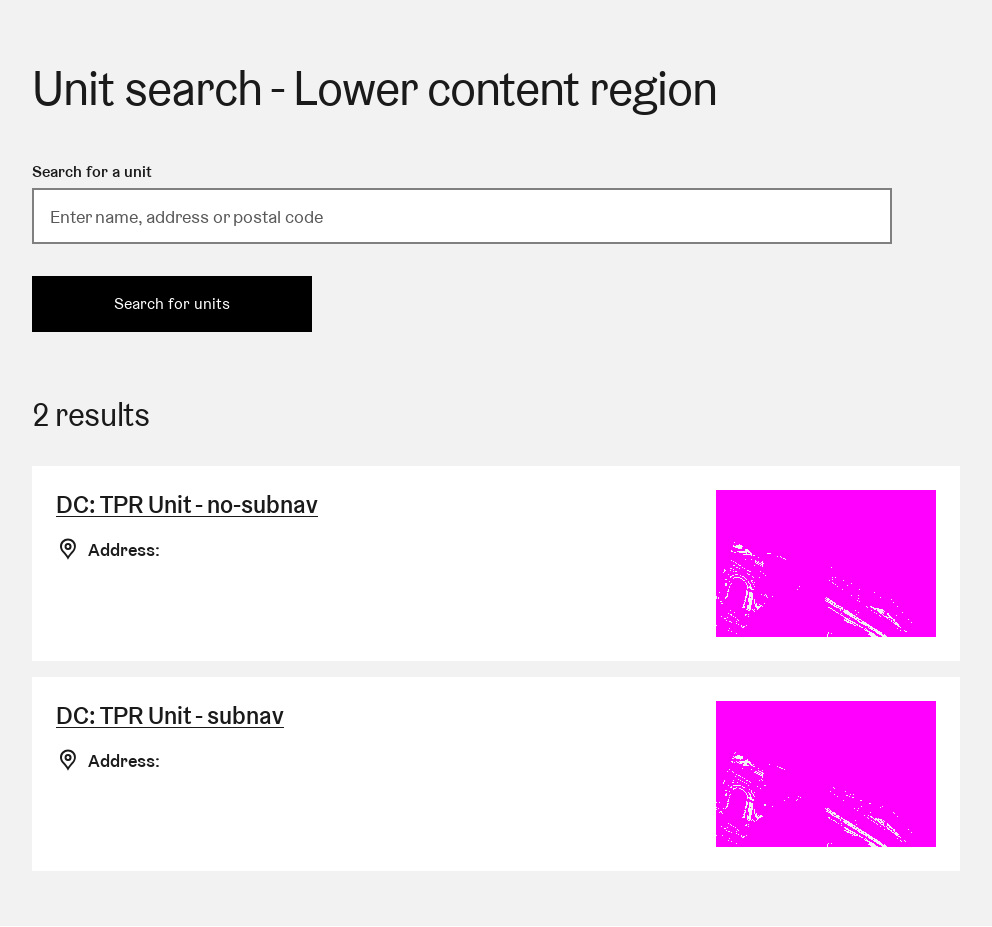 Unit search - Lower content region
Search for a unit
Enter name, address or postal code
Search for units
2 results
DC: TPR Unit - no-subnav
Address:
DC: TPR Unit - subnav
Address: